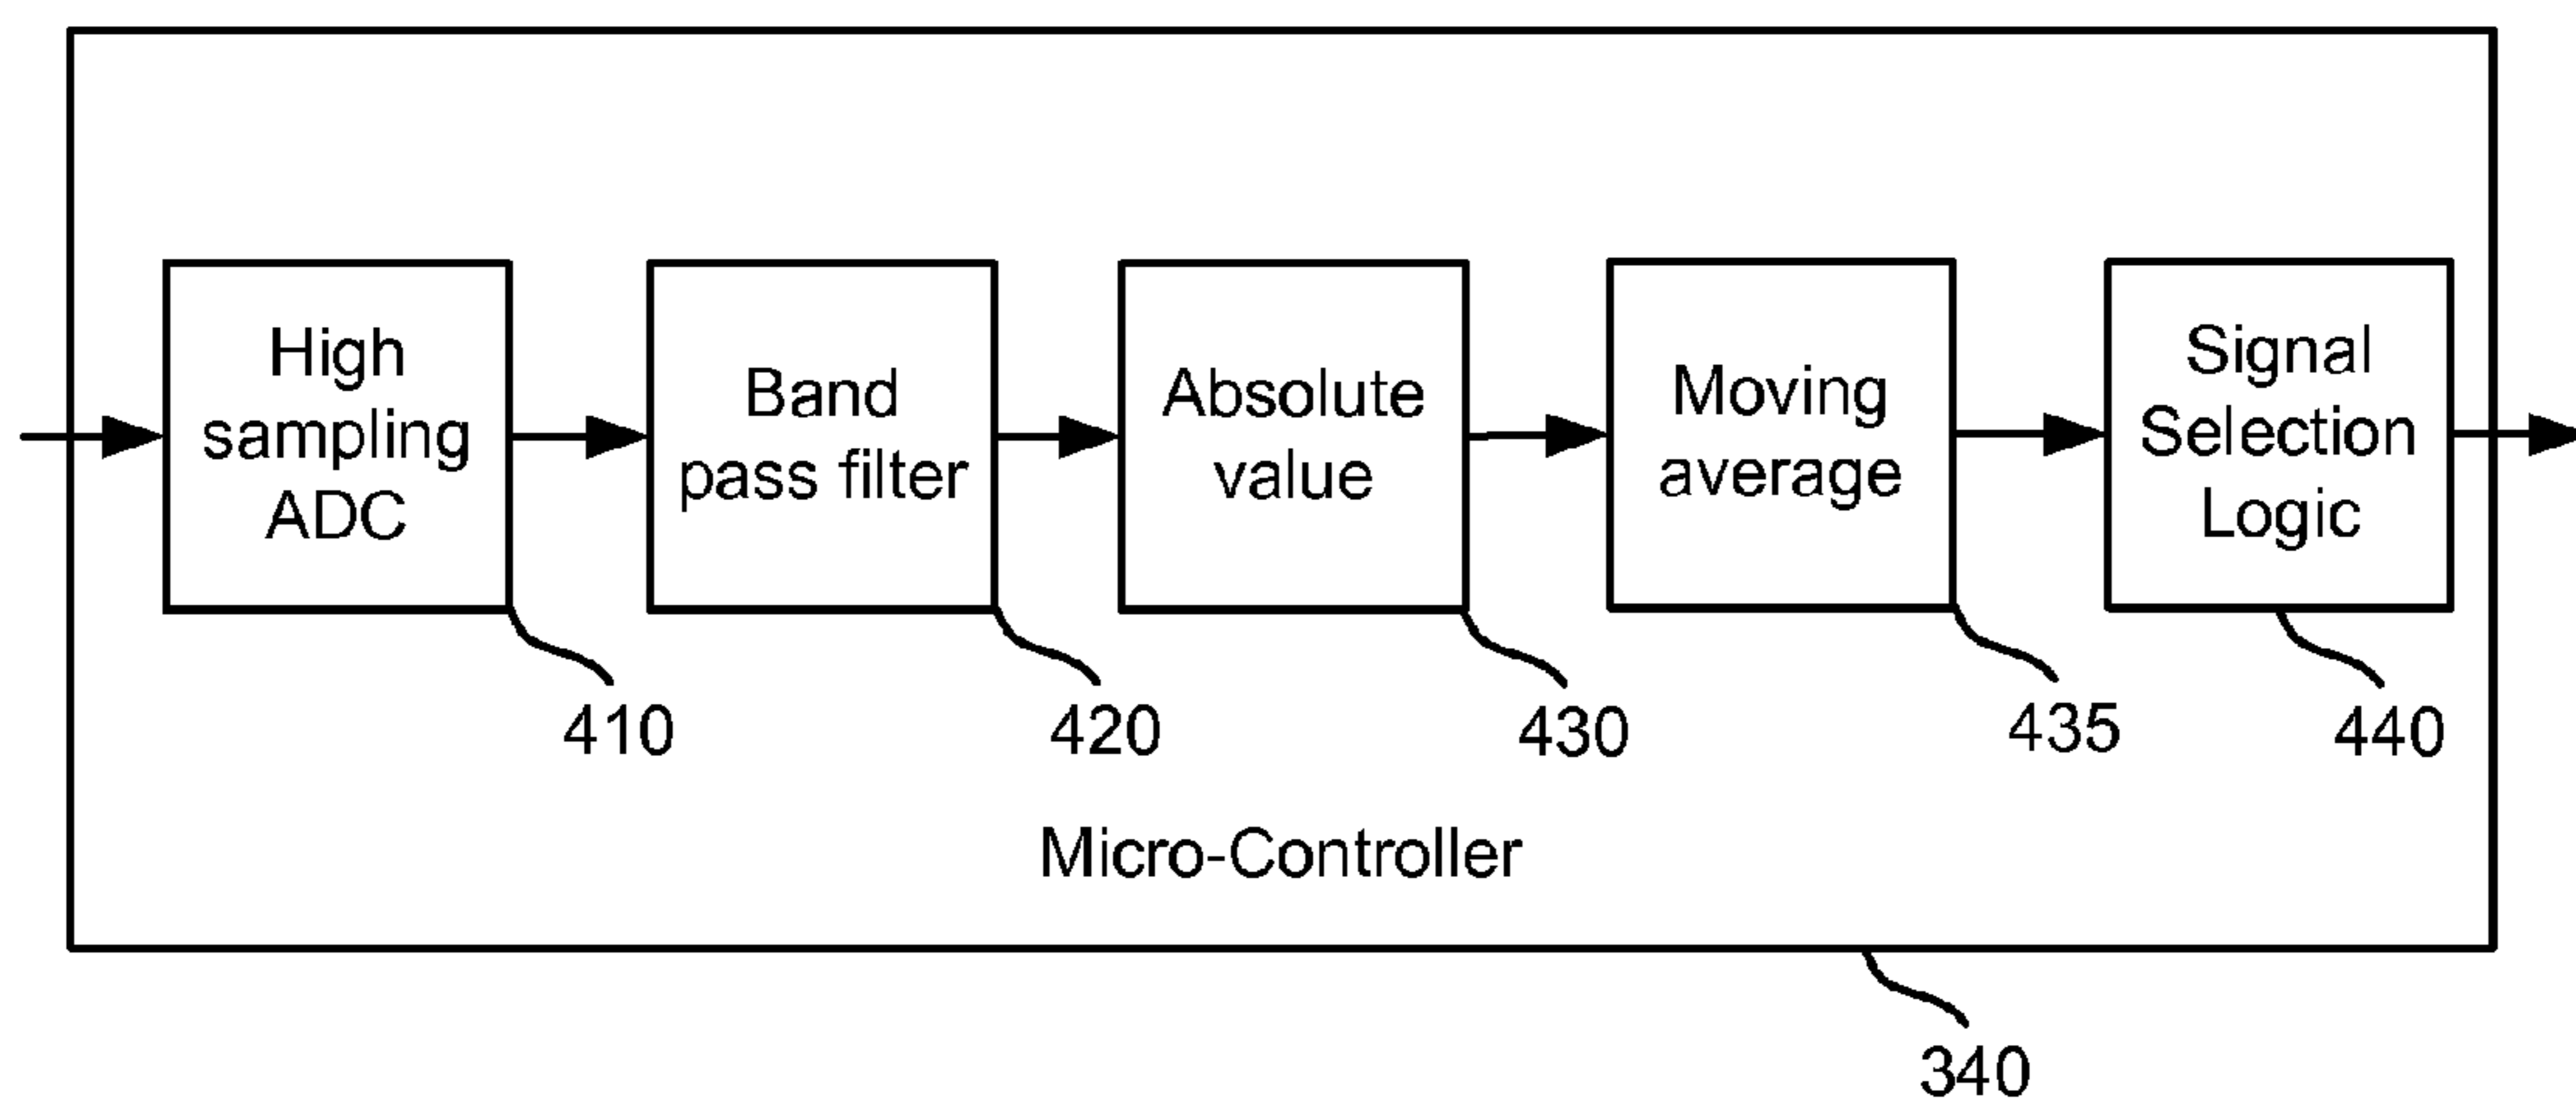 High
sampling
ADC
Band
pass filter
Absolute
value
Moving
average
Signal
Selection
Logic
410
420
430
435
440
Micro-Controller
340